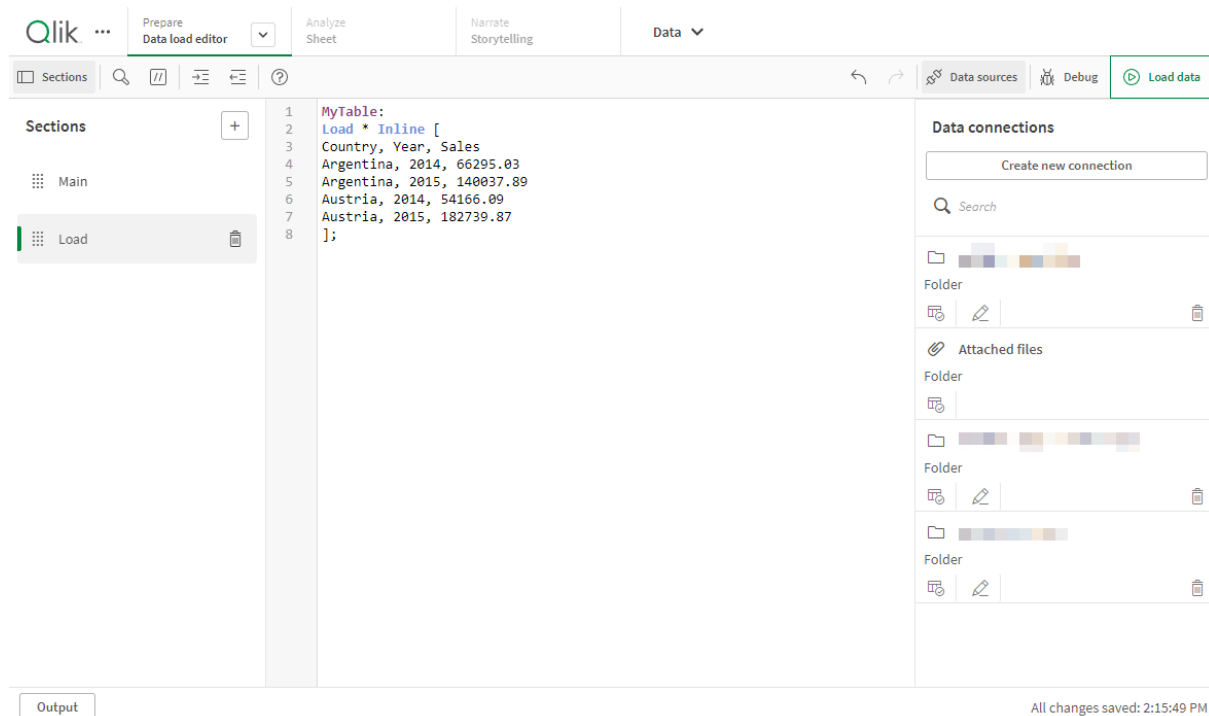 Qlik
Prepare
Data load editor
Analyze
Sheet
Narrate
Storytelling
Data
Sections
Data sources
Debug
Load data
Sections
+
Main
Load
1 MyTable:
2 Load * Inline [
3 Country, Year, Sales
4 Argentina, 2014, 66295.03
5 Argentina, 2015, 140037.89
6 Austria, 2014, 54166.09
7 Austria, 2015, 182739.87
8 ];
Data connections
Create new connection
Search
Folder
Attached files
Folder
Folder
Folder
Output
All changes saved: 2:15:49 PM